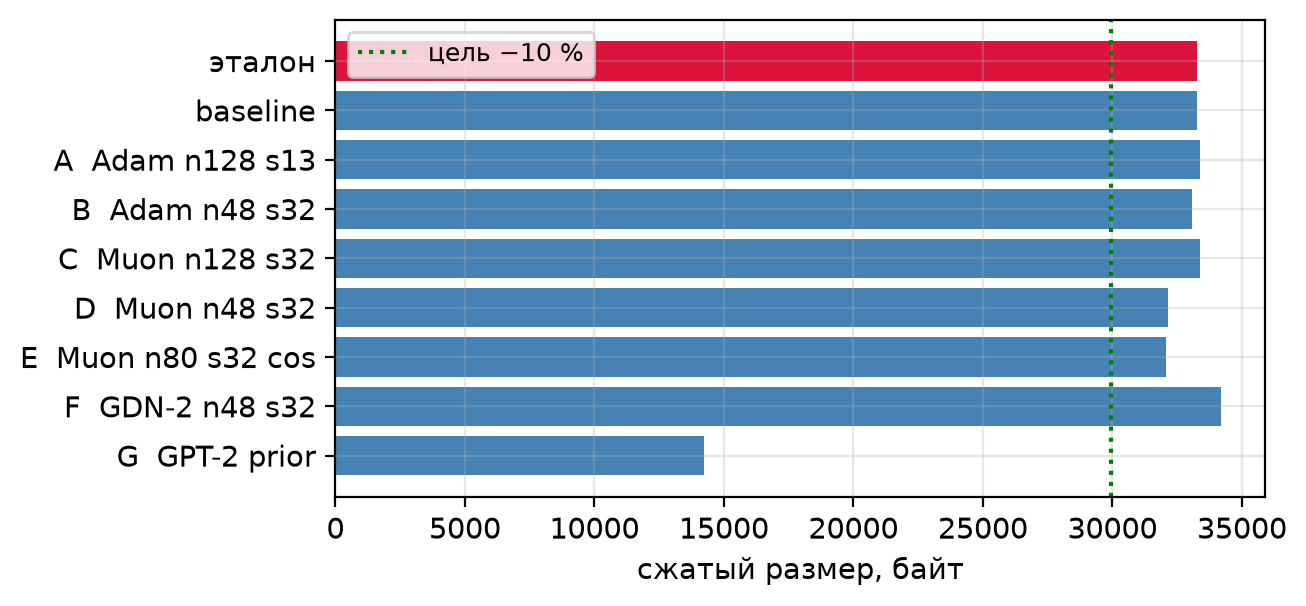 цель −10 %
эталон
baseline
A  Adam n128 s13
B  Adam n48 s32
C  Muon n128 s32
D  Muon n48 s32
E  Muon n80 s32 cos
F  GDN-2 n48 s32
G  GPT-2 prior
0 5000 10000 15000 20000 25000 30000 35000
сжатый размер, байт